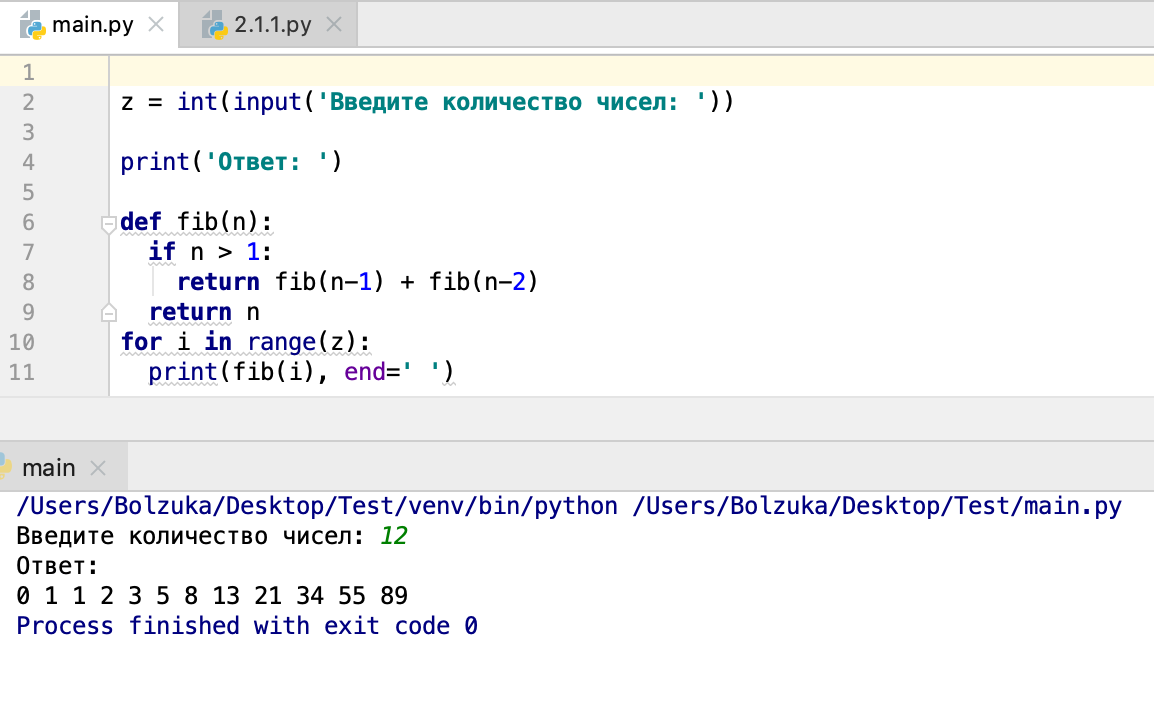 main.py 2.1.1.py
1
2 z = int(input('Введите количество чисел: '))
3
4 print('Ответ: ')
5
6 def fib(n):
7   if n > 1:
8     return fib(n-1) + fib(n-2)
9   return n
10 for i in range(z):
11   print(fib(i), end=' ')
main
/Users/Bolzuka/Desktop/Test/venv/bin/python /Users/Bolzuka/Desktop/Test/main.py
Введите количество чисел: 12
Ответ:
0 1 1 2 3 5 8 13 21 34 55 89
Process finished with exit code 0